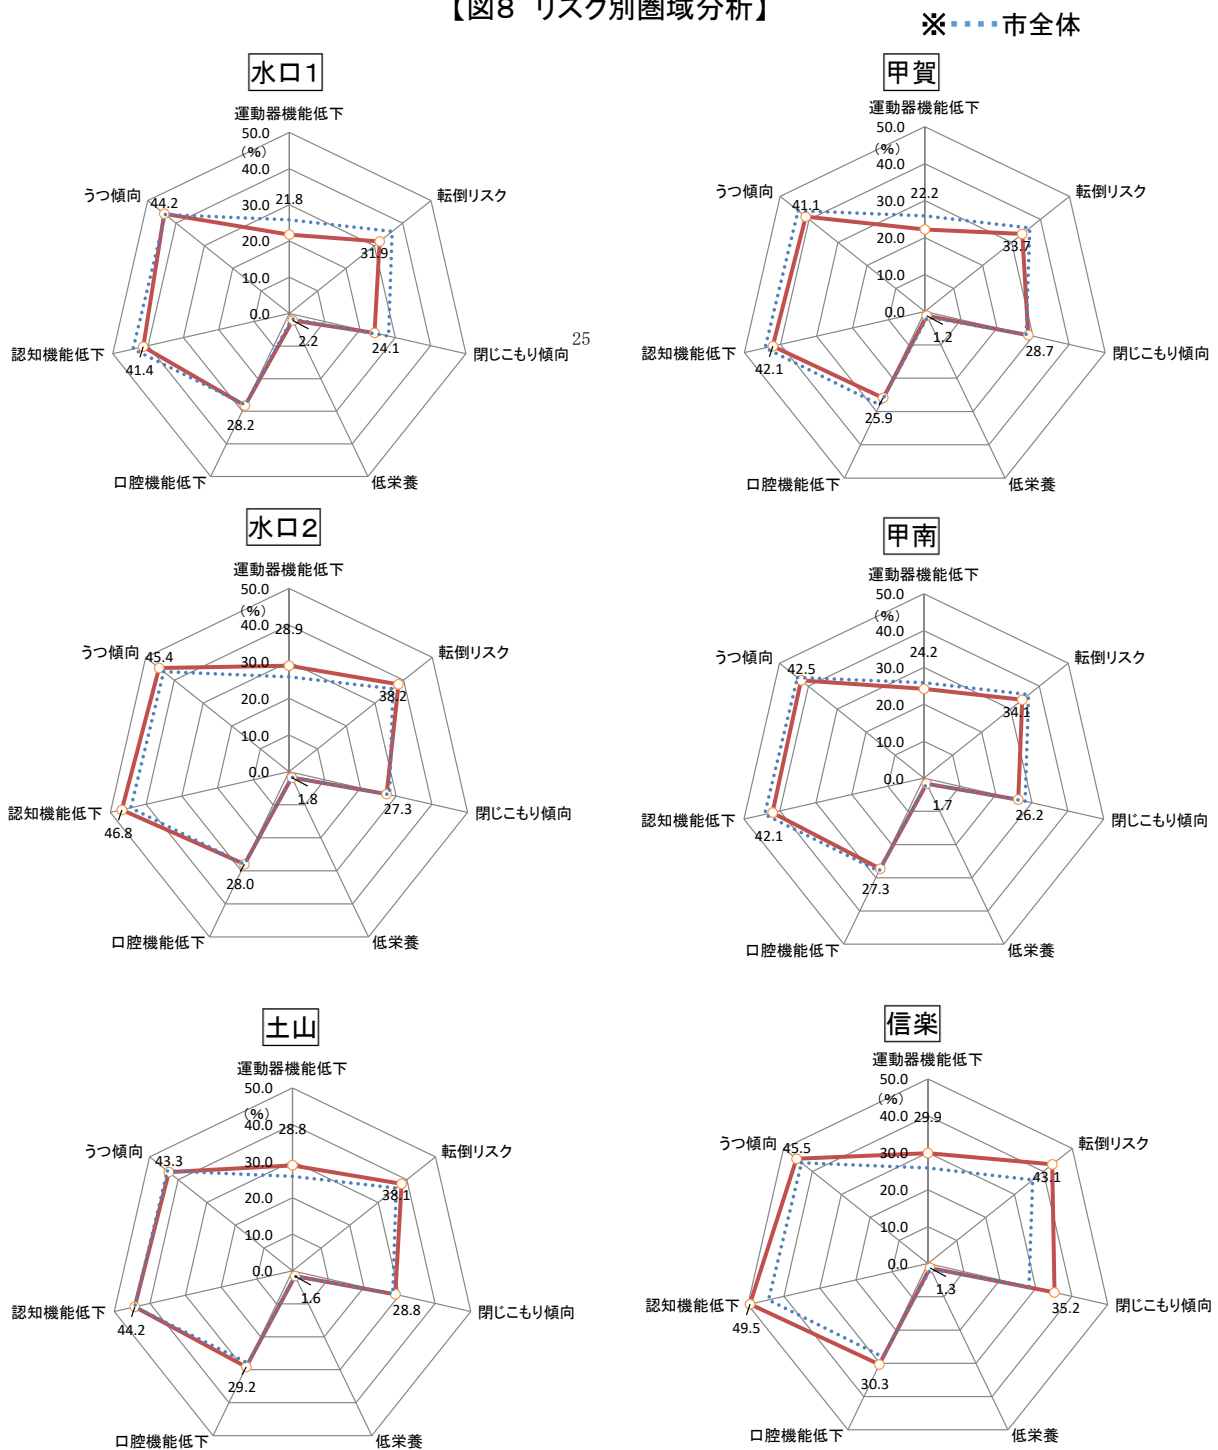 【図8 リスク別圏域分析】
※････市全体
水口1
運動器機能低下
50.0
(%)
40.0
30.0
20.0
10.0
0.0
21.8
転倒リスク
31.9
閉じこもり傾向
24.1
低栄養
2.2
口腔機能低下
28.2
認知機能低下
41.4
うつ傾向
44.2
甲賀
運動器機能低下
50.0
(%)
40.0
30.0
20.0
10.0
0.0
22.2
転倒リスク
33.7
閉じこもり傾向
28.7
低栄養
1.2
口腔機能低下
25.9
認知機能低下
42.1
うつ傾向
41.1
25
水口2
運動器機能低下
50.0
(%)
40.0
30.0
20.0
10.0
0.0
28.9
転倒リスク
38.2
閉じこもり傾向
27.3
低栄養
1.8
口腔機能低下
28.0
認知機能低下
46.8
うつ傾向
45.4
甲南
運動器機能低下
50.0
(%)
40.0
30.0
20.0
10.0
0.0
24.2
転倒リスク
34.1
閉じこもり傾向
26.2
低栄養
1.7
口腔機能低下
27.3
認知機能低下
42.1
うつ傾向
42.5
土山
運動器機能低下
50.0
(%)
40.0
30.0
20.0
10.0
0.0
28.8
転倒リスク
38.1
閉じこもり傾向
28.8
低栄養
1.6
口腔機能低下
29.2
認知機能低下
44.2
うつ傾向
43.3
信楽
運動器機能低下
50.0
(%)
40.0
30.0
20.0
10.0
0.0
29.9
転倒リスク
43.1
閉じこもり傾向
35.2
低栄養
1.3
口腔機能低下
30.3
認知機能低下
49.5
うつ傾向
45.5